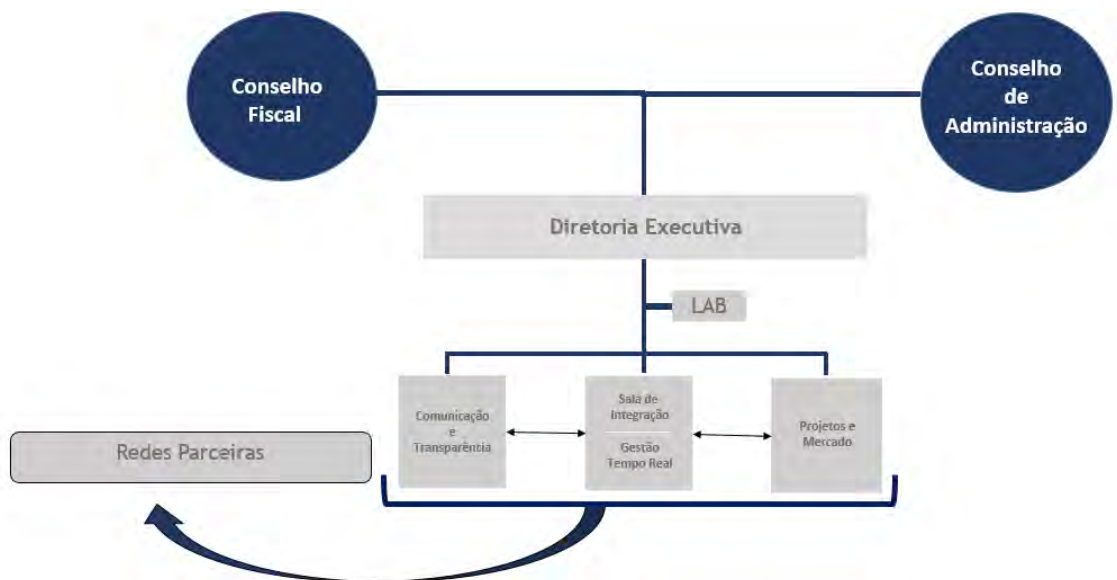 Conselho
Fiscal
Conselho
de
Administração
Diretoria Executiva
LAB
Comunicação
e
Transparência
Sala de
Integração
Gestão
Tempo Real
Projetos e
Mercado
Redes Parceiras